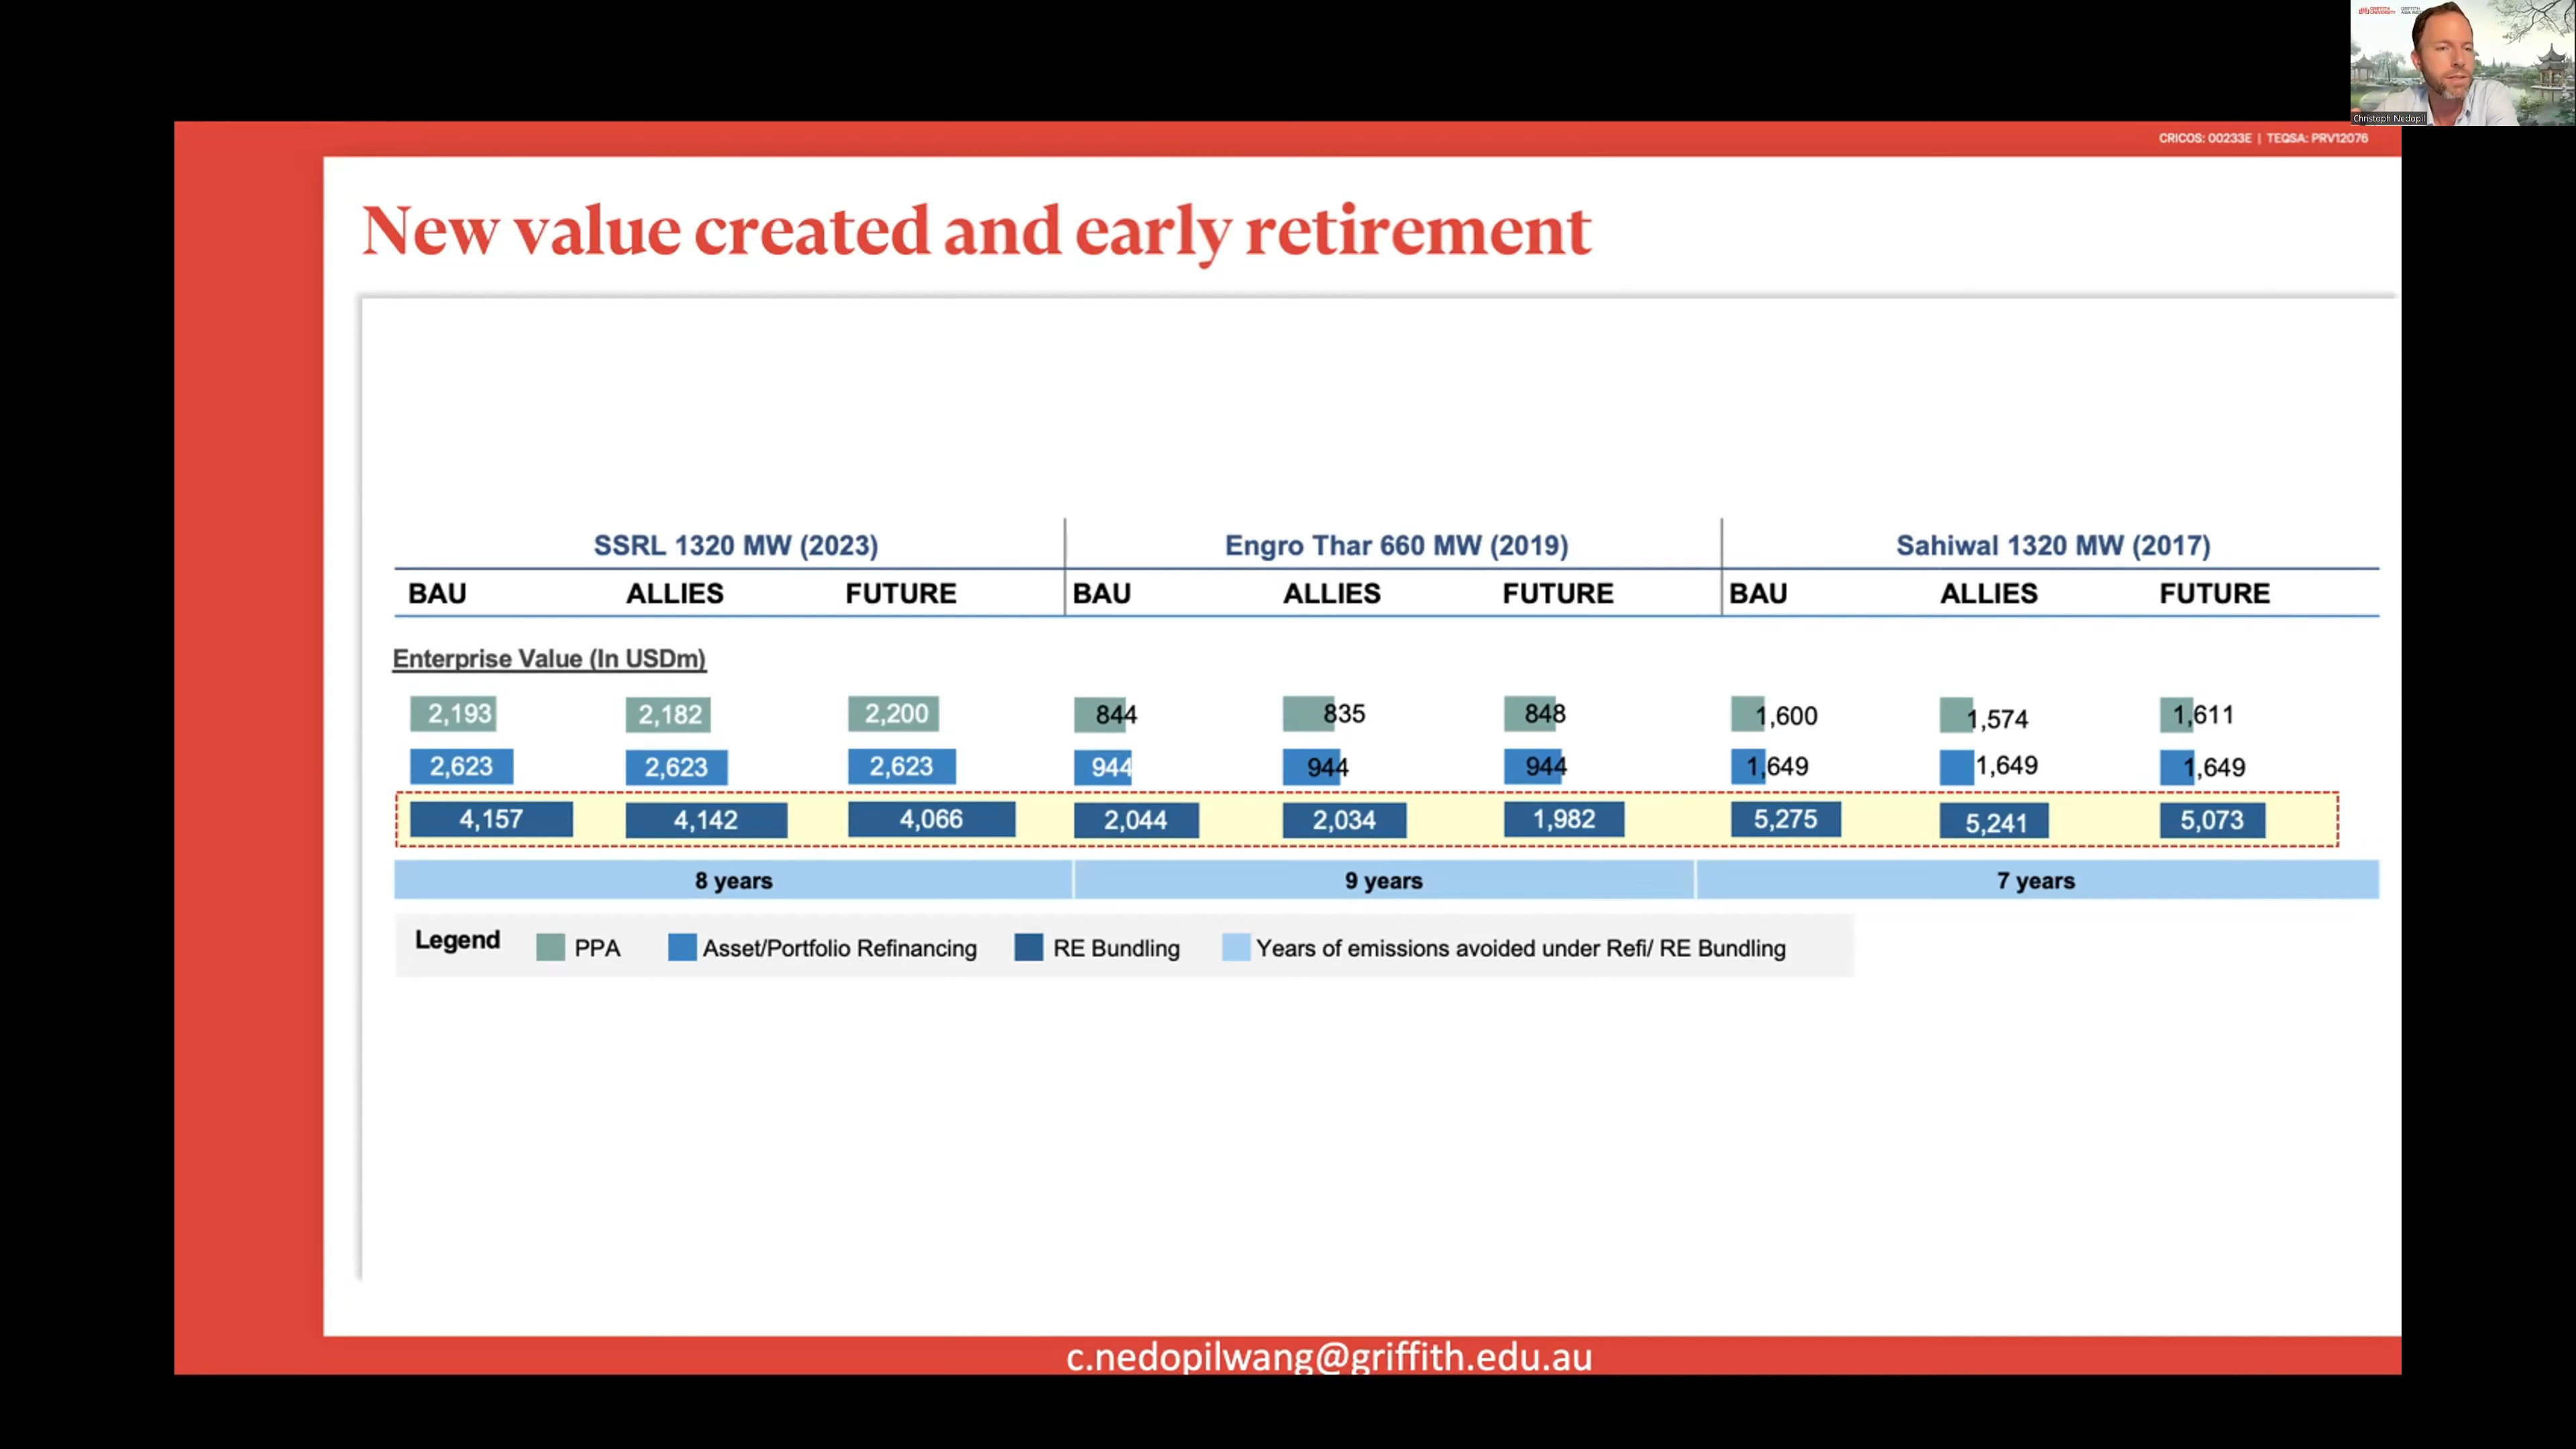 GRIFFITH UNIVERSITY
Christoph Nedopil
CRICOS: 00233E | TEQSA: PRV12076
New value created and early retirement
SSRL 1320 MW (2023) Engro Thar 660 MW (2019) Sahiwal 1320 MW (2017)
BAU ALLIES FUTURE BAU ALLIES FUTURE BAU ALLIES FUTURE
Enterprise Value (In USDm)
2,193 2,182 2,200 844 835 848 1,600 1,574 1,611
2,623 2,623 2,623 944 944 944 1,649 1,649 1,649
4,157 4,142 4,066 2,044 2,034 1,982 5,275 5,241 5,073
8 years 9 years 7 years
Legend PPA Asset/Portfolio Refinancing RE Bundling Years of emissions avoided under Refi/ RE Bundling
c.nedopilwang@griffith.edu.au